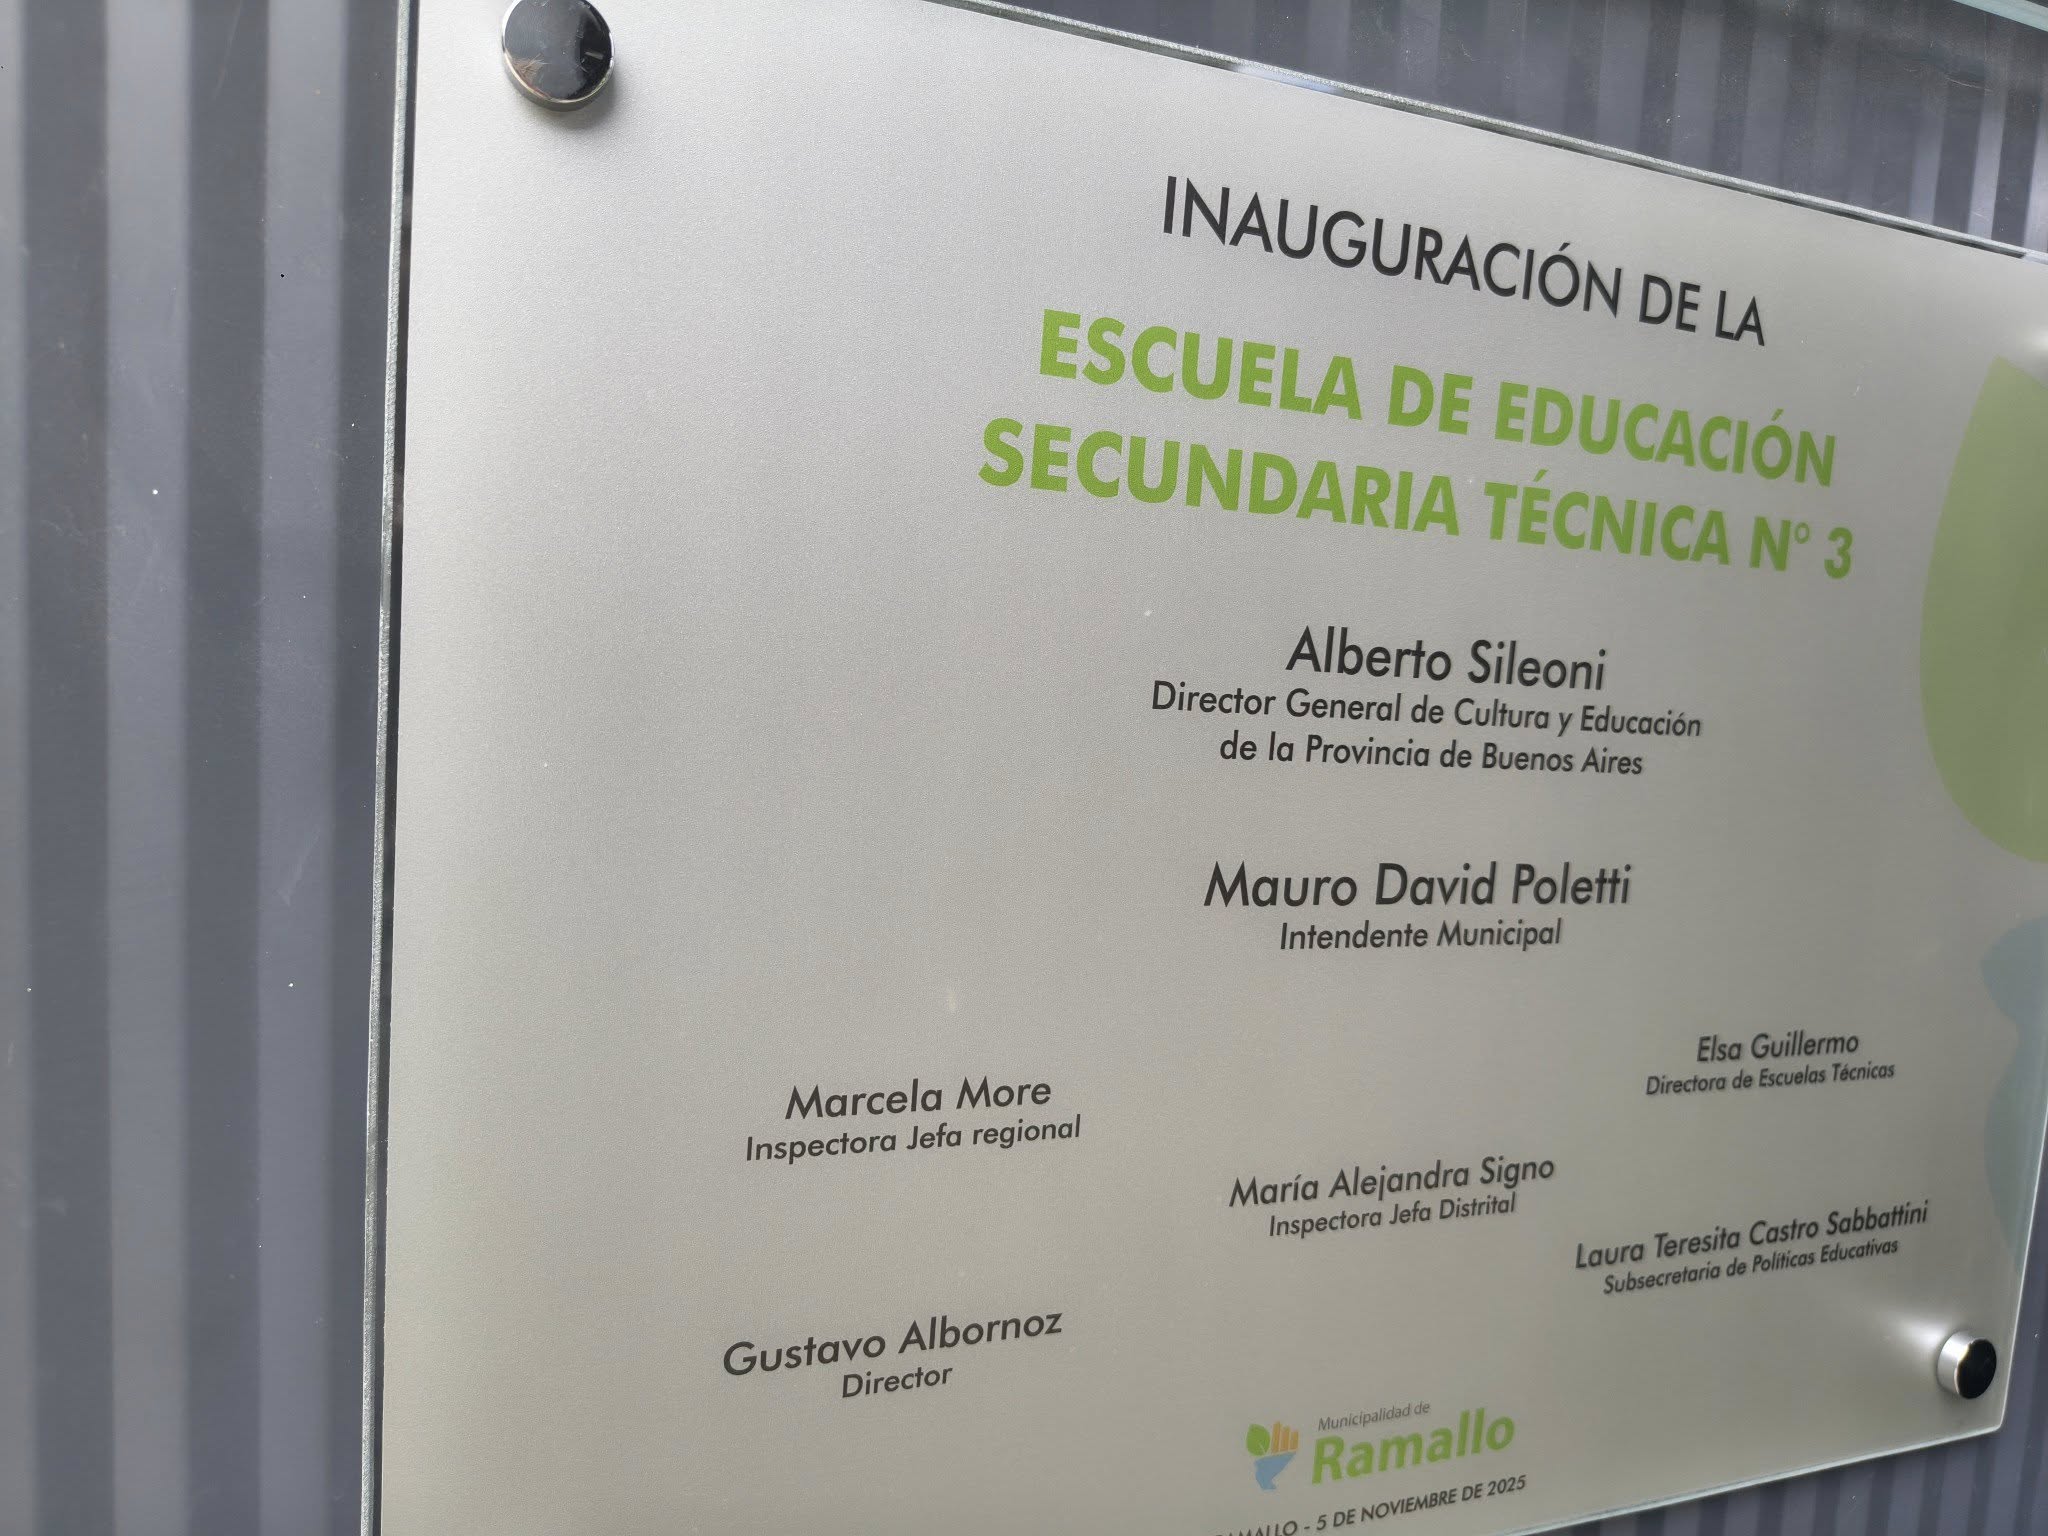 INAUGURACIÓN DE LA
ESCUELA DE EDUCACIÓN
SECUNDARIA TÉCNICA N° 3
Alberto Sileoni
Director General de Cultura y Educación
de la Provincia de Buenos Aires
Mauro David Poletti
Intendente Municipal
Marcela More
Inspectora Jefa regional
Elsa Guillermo
Directora de Escuelas Técnicas
María Alejandra Signo
Inspectora Jefa Distrital
Laura Teresita Castro Sabbattini
Subsecretaria de Políticas Educativas
Gustavo Albornoz
Director
Municipalidad de
Ramallo
AMALLO - 5 DE NOVIEMBRE DE 2025